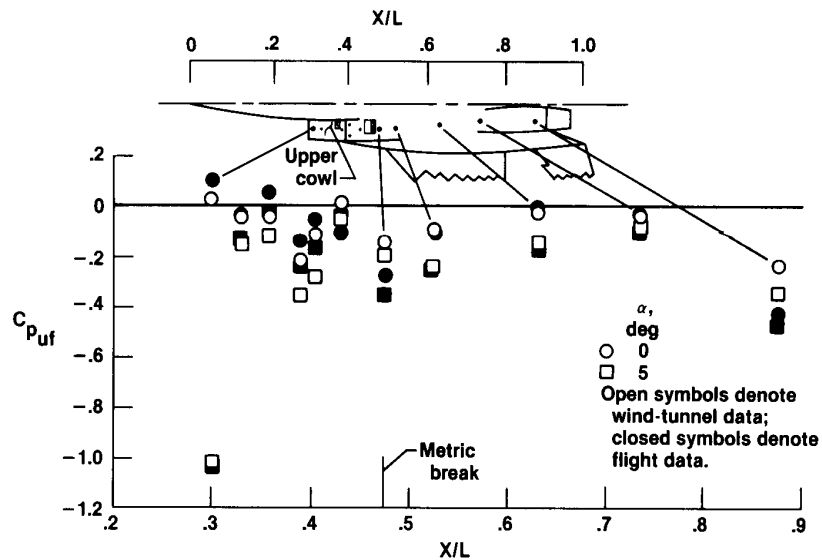 X/L
0 .2 .4 .6 .8 1.0
Upper
cowl
.2
0
−.2
−.4
−.6
−.8
−1.0
−1.2
Cpuf
α,
deg
0
5
Open symbols denote
wind-tunnel data;
closed symbols denote
flight data.
Metric
break
.2 .3 .4 .5 .6 .7 .8 .9
X/L